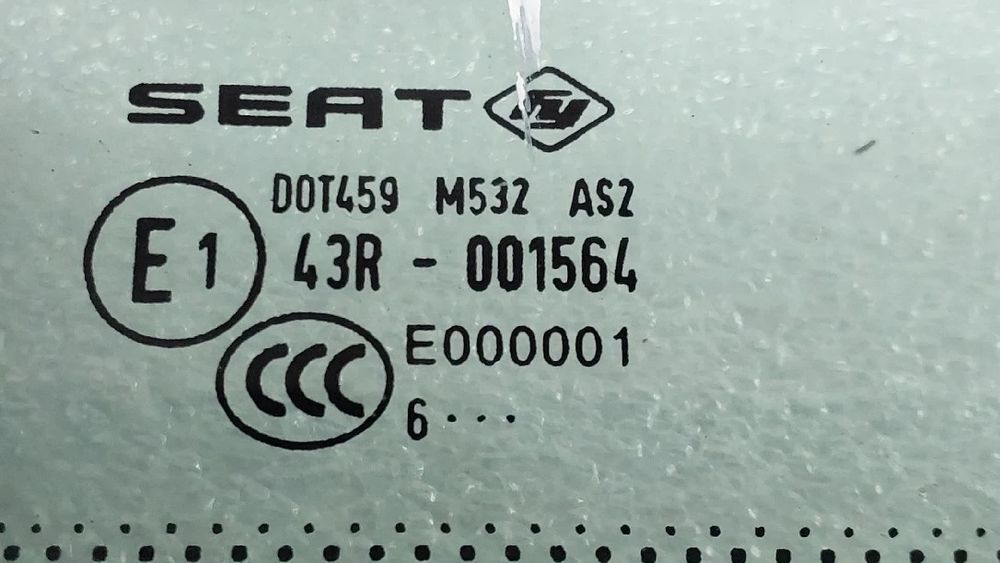 SEAT
DOT459 M532 AS2
E1 43R - 001564
CCC E000001
6...